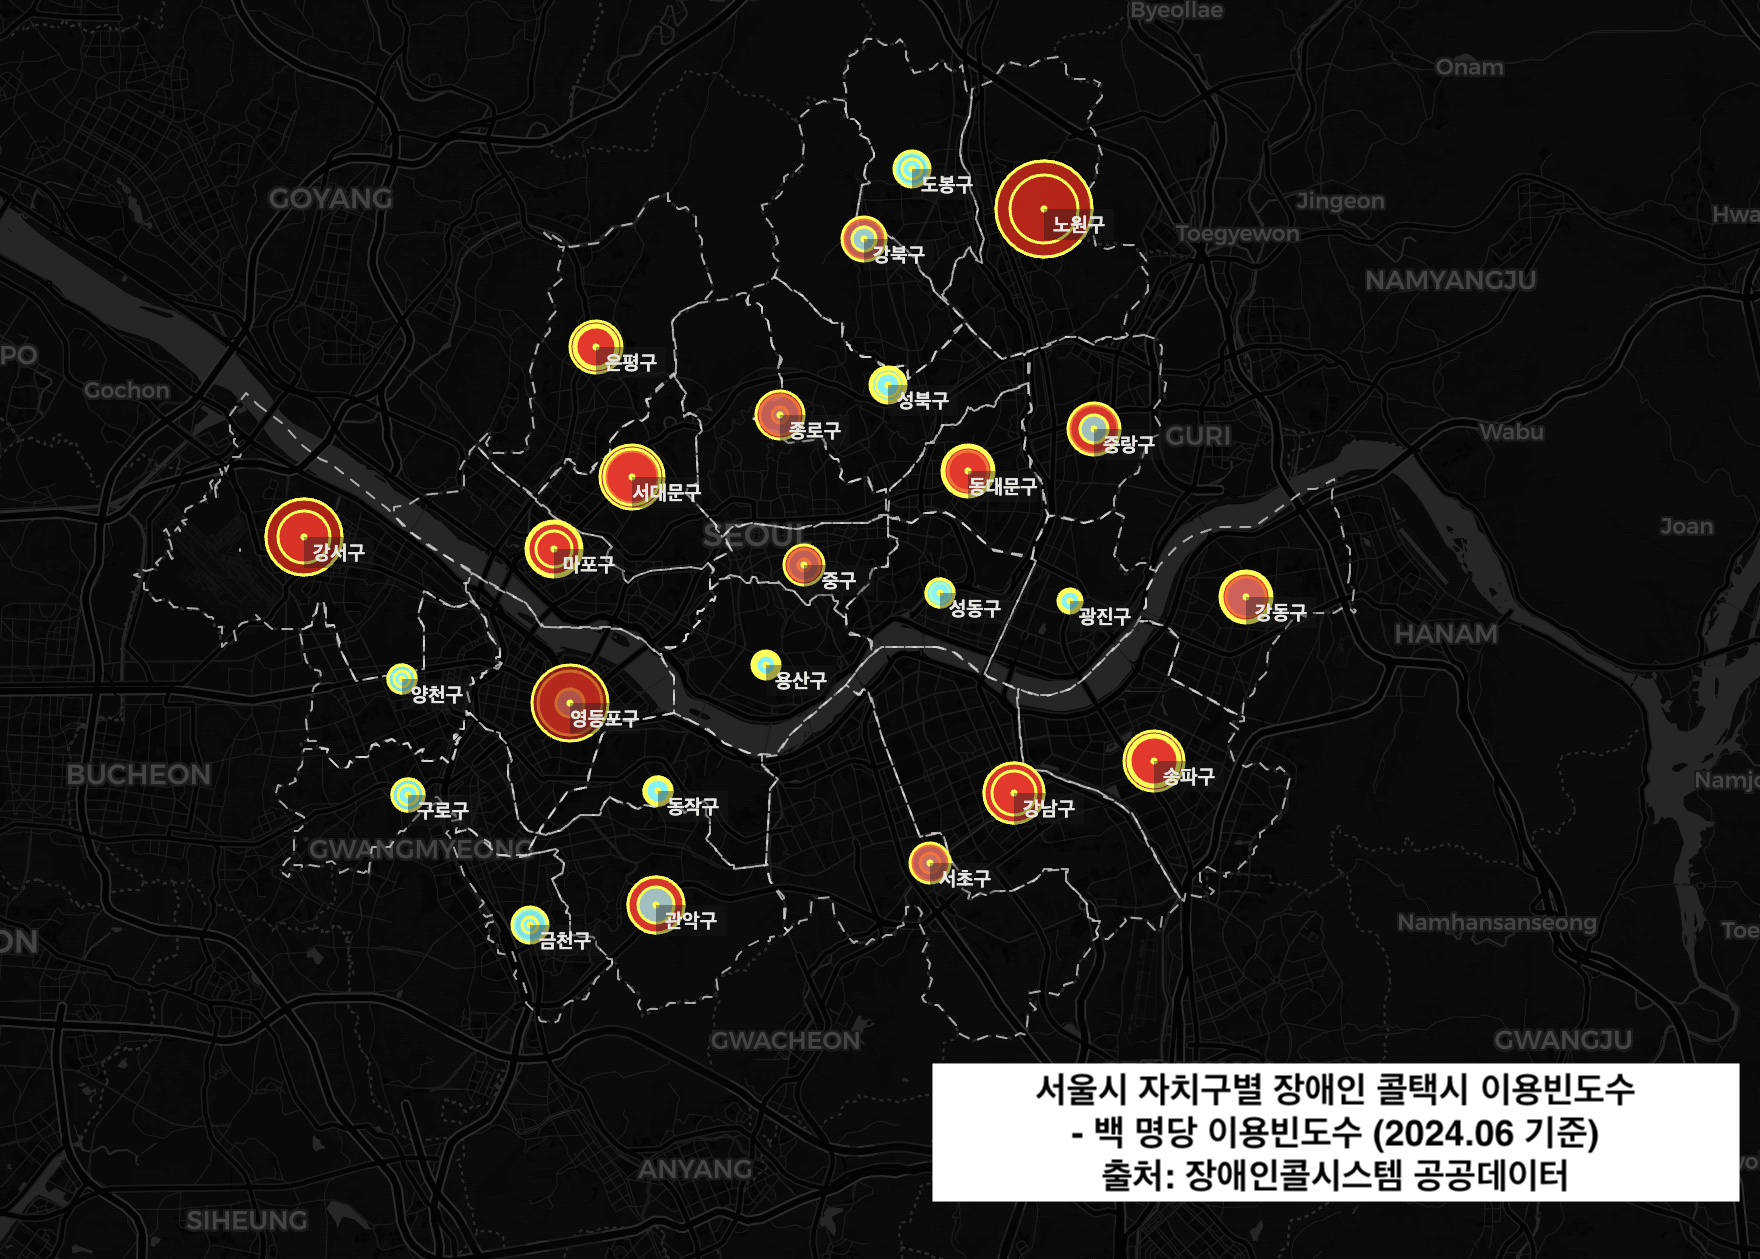 Byeollae
Onam
도봉구
GOYANG
Jingeon
노원구
Hwa
Toegyewon
강북구
NAMYANGJU
PO
은평구
Gochon
성북구
종로구
Wabu
GURI
중랑구
서대문구
동대문구
Joan
SEOUL
강서구
마포구
중구
성동구
광진구
강동구
HANAM
용산구
양천구
영등포구
BUCHEON
송파구
Namjo
구로구
동작구
강남구
GWANGMYEONG
서초구
관악구
Namhansanseong
Toe
금천구
ON
GWACHEON
GWANGJU
서울시 자치구별 장애인 콜택시 이용빈도수
- 백 명당 이용빈도수 (2024.06 기준)
출처: 장애인콜시스템 공공데이터
ANYANG
SIHEUNG